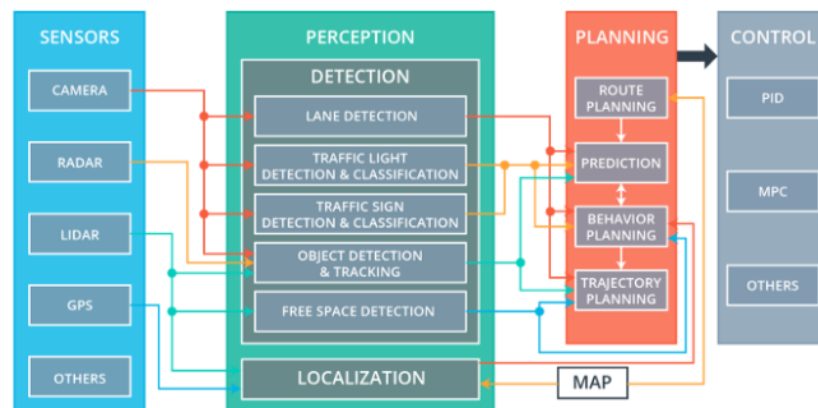 SENSORS
CAMERA
RADAR
LIDAR
GPS
OTHERS
PERCEPTION
DETECTION
LANE DETECTION
TRAFFIC LIGHT
DETECTION & CLASSIFICATION
TRAFFIC SIGN
DETECTION & CLASSIFICATION
OBJECT DETECTION
& TRACKING
FREE SPACE DETECTION
LOCALIZATION
PLANNING
ROUTE
PLANNING
PREDICTION
BEHAVIOR
PLANNING
TRAJECTORY
PLANNING
MAP
CONTROL
PID
MPC
OTHERS